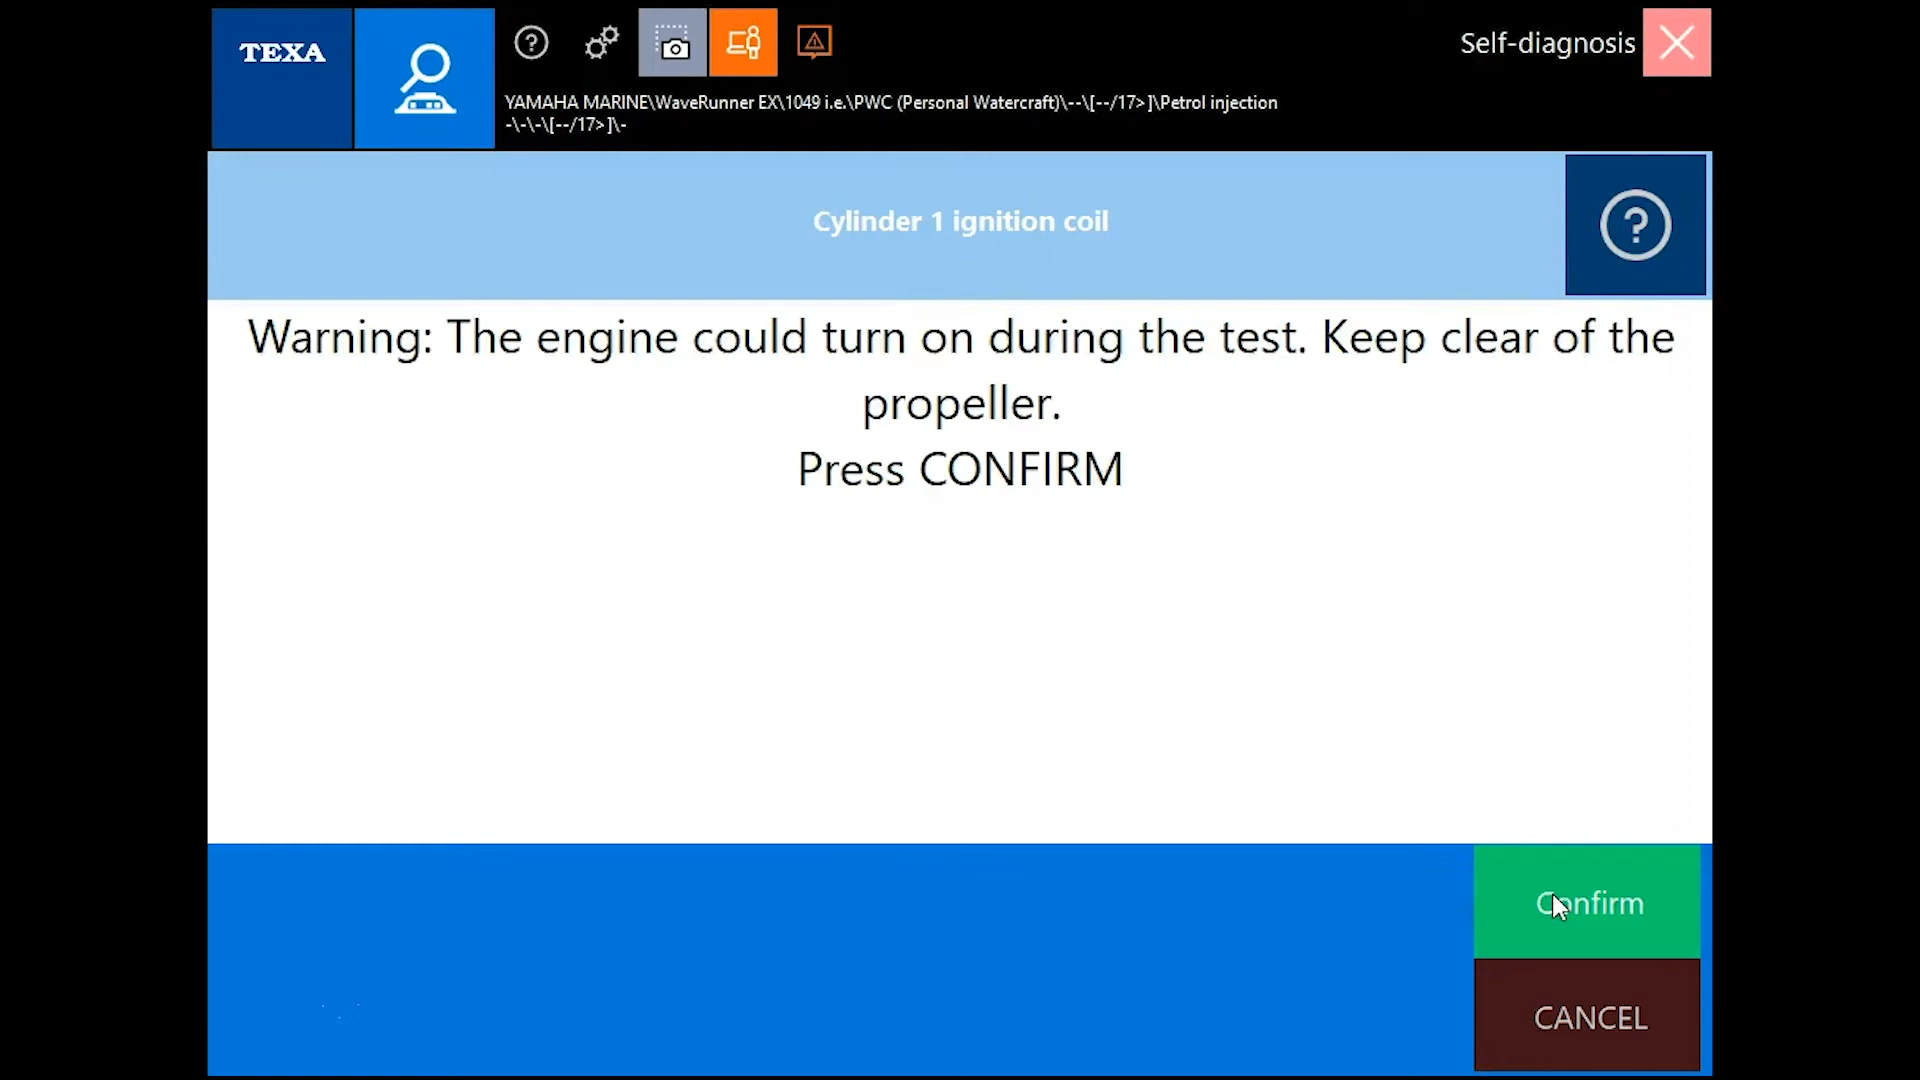 TEXA
Self-diagnosis
YAMAHA MARINE\WaveRunner EX\1049 i.e.\PWC (Personal Watercraft)\--\[--/17>]\Petrol injection
-\-\-\[--/17>]\-
Cylinder 1 ignition coil
Warning: The engine could turn on during the test. Keep clear of the
propeller.
Press CONFIRM
Confirm
CANCEL